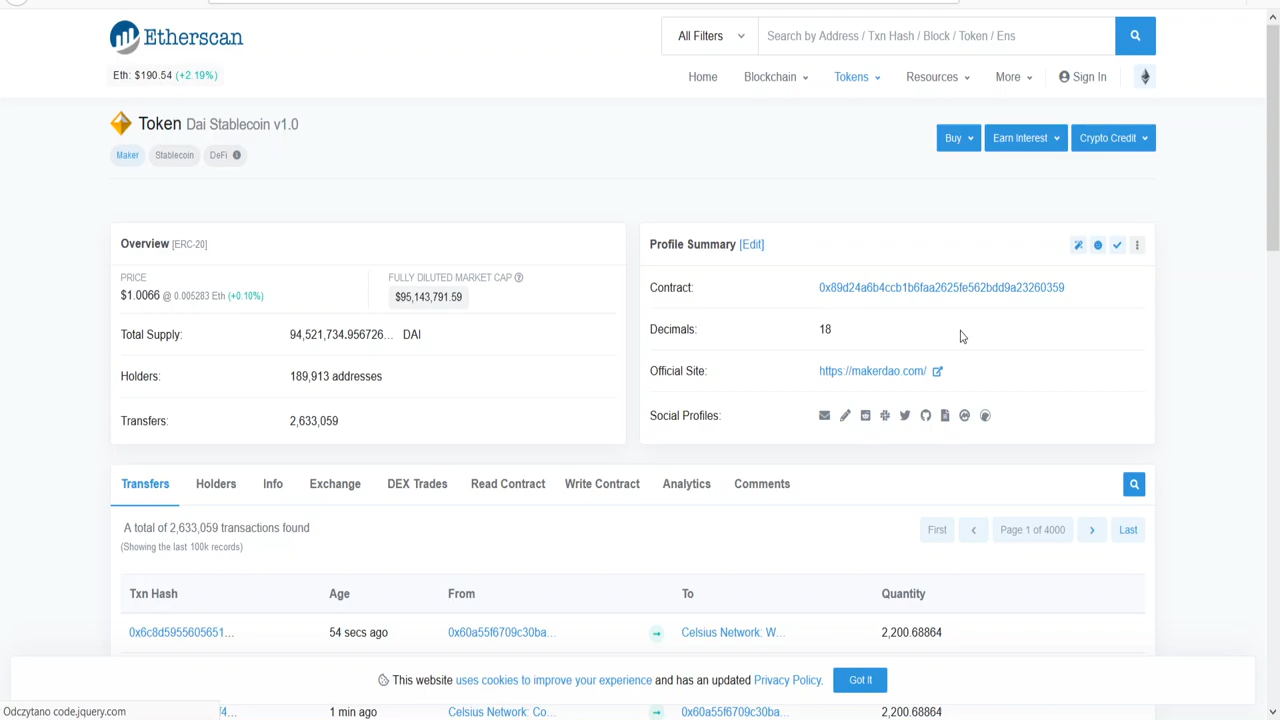 Etherscan
All Filters
Search by Address / Txn Hash / Block / Token / Ens
Eth: $190.54 (+2.19%)
Home Blockchain Tokens Resources More Sign In
Token Dai Stablecoin v1.0
Buy Earn Interest Crypto Credit
Maker Stablecoin DeFi
Overview [ERC-20]
PRICE
$1.0066 @ 0.005283 Eth (+0.10%)
FULLY DILUTED MARKET CAP
$95,143,791.59
Total Supply: 94,521,734.956726... DAI
Holders: 189,913 addresses
Transfers: 2,633,059
Profile Summary [Edit]
Contract: 0x89d24a6b4ccb1b6faa2625fe562bdd9a23260359
Decimals: 18
Official Site: https://makerdao.com/
Social Profiles:
Transfers Holders Info Exchange DEX Trades Read Contract Write Contract Analytics Comments
A total of 2,633,059 transactions found
(Showing the last 100k records)
First Page 1 of 4000 Last
Txn Hash Age From To Quantity
0x6c8d5955605651... 54 secs ago 0x60a55f6709c30ba... Celsius Network: W... 2,200.68864
This website uses cookies to improve your experience and has an updated Privacy Policy. Got It
Odczytano code.jquery.com
4... 1 min ago Celsius Network: Co... 0x60a55f6709c30ba... 2,200.68864